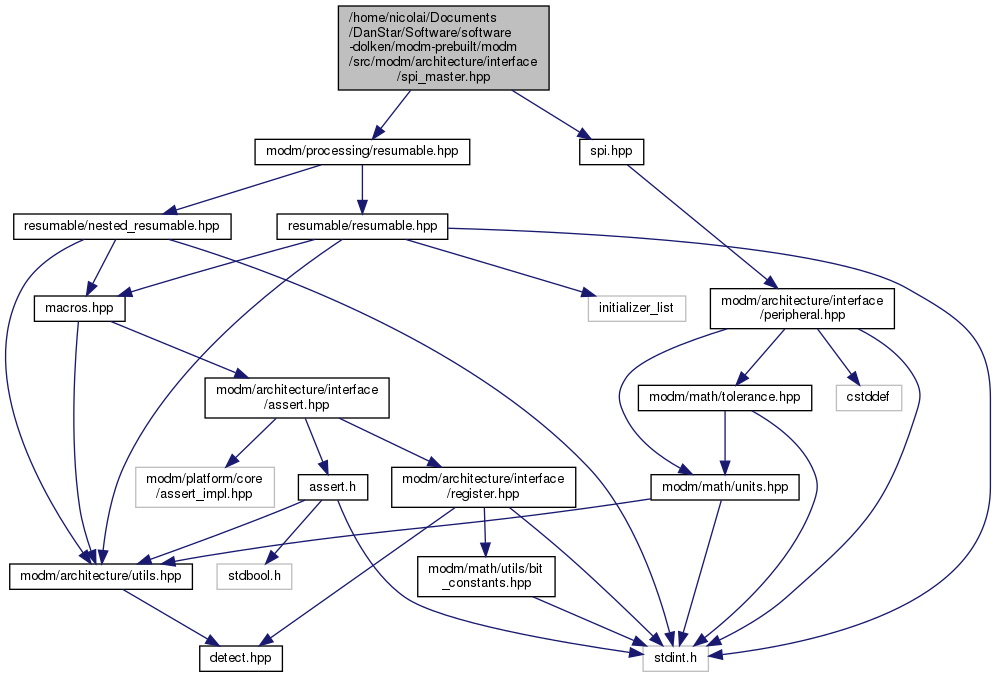 /home/nicolai/Documents
/DanStar/Software/software
-dolken/modm-prebuilt/modm
/src/modm/architecture/interface
/spi_master.hpp
modm/processing/resumable.hpp
spi.hpp
resumable/nested_resumable.hpp
resumable/resumable.hpp
macros.hpp
initializer_list
modm/architecture/interface
/peripheral.hpp
modm/architecture/interface
/assert.hpp
modm/math/tolerance.hpp
cstddef
modm/platform/core
/assert_impl.hpp
assert.h
modm/architecture/interface
/register.hpp
modm/math/units.hpp
modm/architecture/utils.hpp
stdbool.h
modm/math/utils/bit
_constants.hpp
detect.hpp
stdint.h